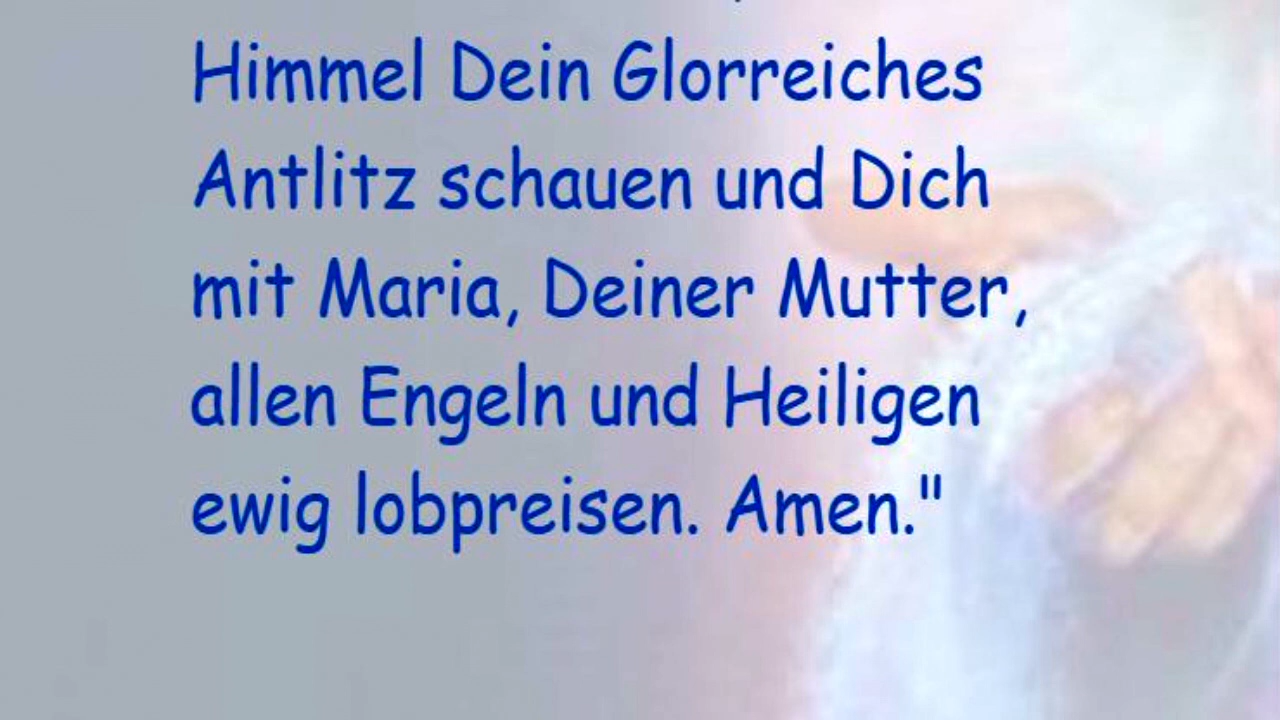 Himmel Dein Glorreiches
Antlitz schauen und Dich
mit Maria, Deiner Mutter,
allen Engeln und Heiligen
ewig lobpreisen. Amen."